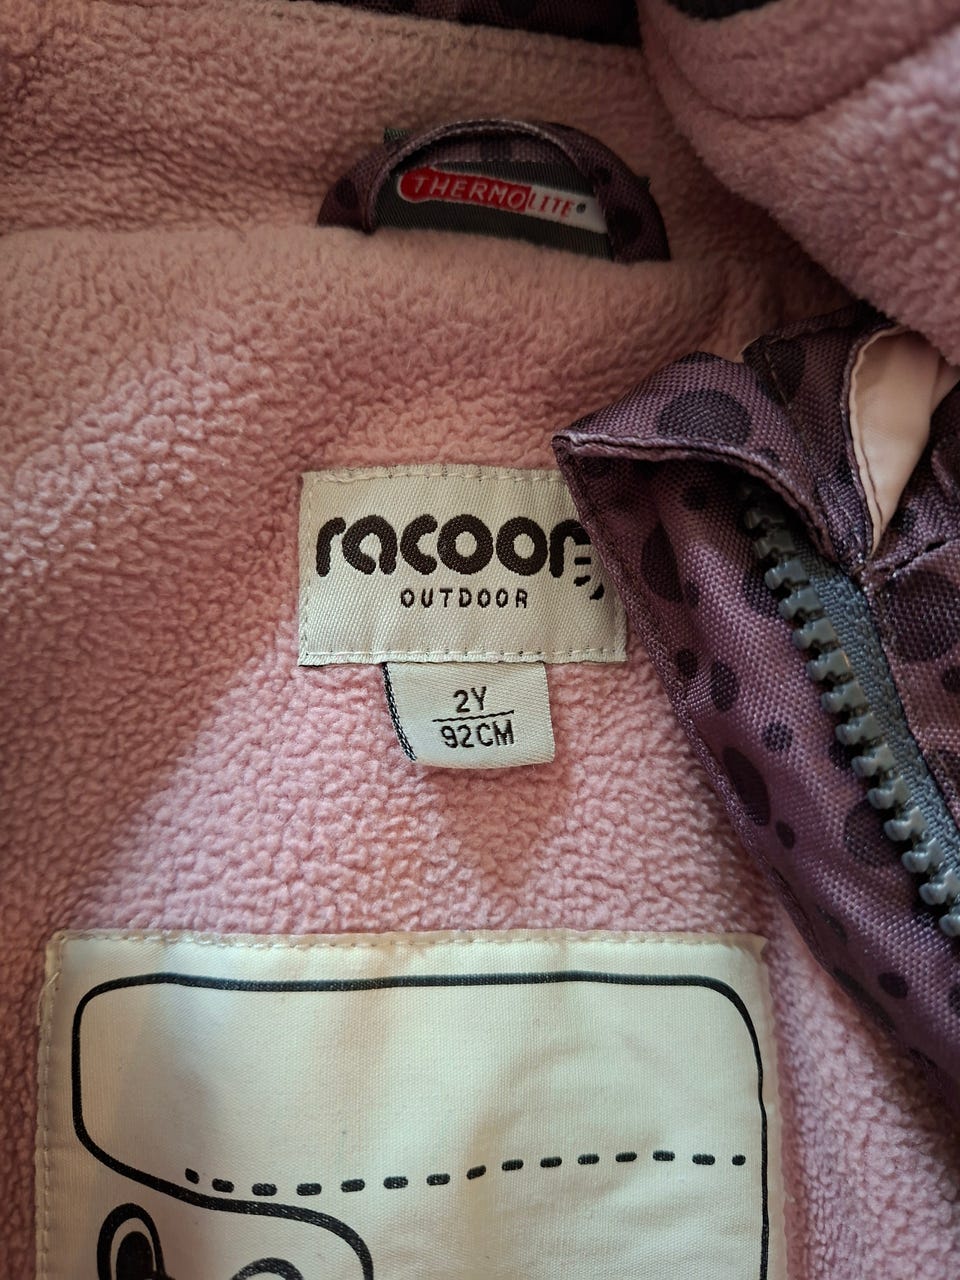 THERMOLITE®
racoon
OUTDOOR
2Y
92CM